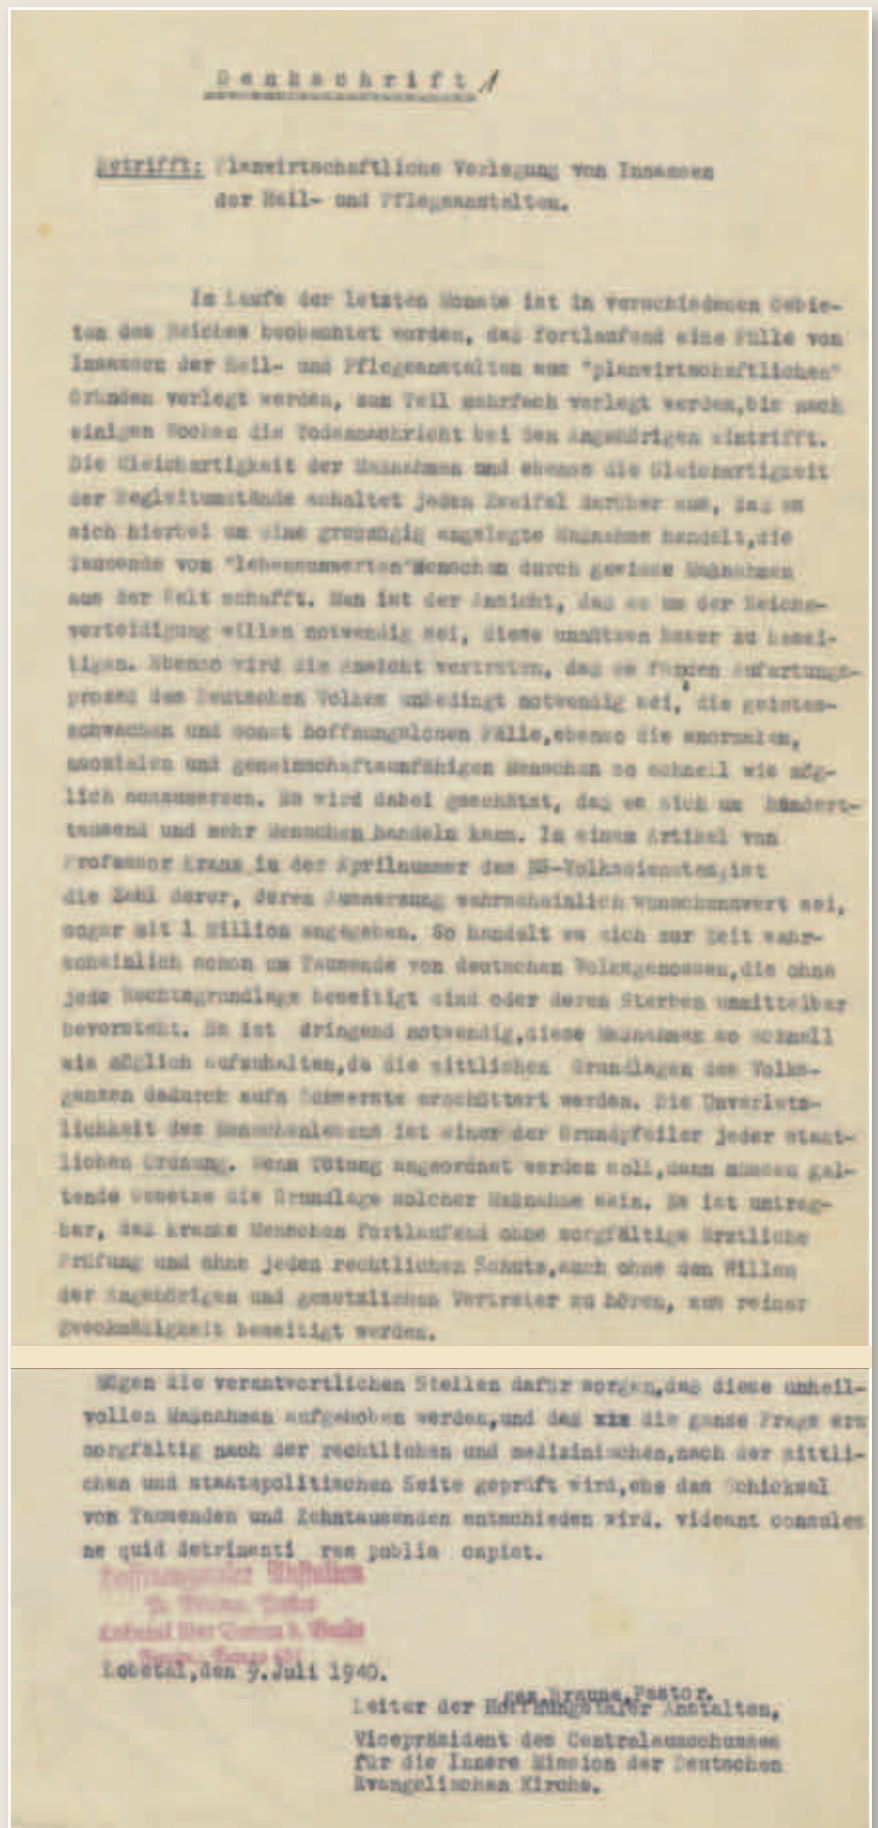 Denkschrift
Betrifft: Planwirtschaftliche Verlegung von Insassen
der Heil- und Pflegeanstalten.
Im Laufe der letzten Monate ist in verschiedenen Gebie-
ten des Reiches beobachtet worden, das fortlaufend eine Fülle von
Insassen der Heil- und Pflegeanstalten aus "planwirtschaftlichen"
Gründen verlegt werden, zum Teil mehrfach verlegt werden,bis nach
einigen Wochen die Todesnachricht bei den Angehörigen eintrifft.
Die Gleichartigkeit der Massnahmen und ebenso die Gleichartigkeit
der Begleitumstände schaltet jeden Zweifel darüber aus, das es
sich hierbei um eine grosszügig angelegte Massnahme handelt,die
Tausende von "lebensunwerten"Menschen durch gewisse Maßnahmen
aus der Welt schafft. Man ist der Ansicht, das es um der Reichs-
verteidigung willen notwendig sei, diese unnützen Esser zu besei-
tigen. Ebenso wird die Ansicht vertreten, das es für den Aufartungs-
prozeß des Deutschen Volkes unbedingt notwendig sei, die geistes-
schwachen und sonst hoffnungslosen Fälle,ebenso die anormalen,
asozialen und gemeinschaftsunfähigen Menschen so schnell wie mög-
lich auszumerzen. Es wird dabei geschätzt, das es sich um hundert-
tausend und mehr Menschen handeln kann. In einem Artikel von
Professor Kranz in der Aprilnummer des NS-Volksdienstes,ist
die Zahl derer, deren Ausmerzung wahrscheinlich wünschenswert sei,
sogar mit 1 Million angegeben. So handelt es sich zur Zeit wahr-
scheinlich schon um Tausende von deutschen Volksgenossen,die ohne
jede Rechtsgrundlage beseitigt sind oder deren Sterben unmittelbar
bevorsteht. Es ist dringend notwendig,diese Massnahmen so schnell
wie möglich aufzuhalten,da die sittlichen Grundlagen des Volks-
ganzen dadurch aufs Schwerste erschüttert werden. Die Unverletz-
lichkeit des Menschenlebens ist einer der Grundpfeiler jeder staat-
lichen Ordnung. Wenn Tötung angeordnet werden soll,dann müssen gel-
tende Gesetze die Grundlage solcher Maßnahme sein. Es ist untrag-
bar, das kranke Menschen fortlaufend ohne sorgfältige ärztliche
Prüfung und ohne jeden rechtlichen Schutz,auch ohne den Willen
der Angehörigen und gesetzlichen Vertreter zu hören, aus reiner
Zweckmäßigkeit beseitigt werden.
Mögen die verantwortlichen Stellen dafür sorgen,das diese unheil-
vollen Maßnahmen aufgehoben werden,und das die ganze Frage
sorgfältig nach der rechtlichen und medizinischen,nach der sittli-
chen und staatspolitischen Seite geprüft wird,ehe das Schicksal
von Tausenden und Zehntausenden entschieden wird. videant consules
ne quid detrimenti res publia capiat.
Hoffnungstaler Anstalten
Lobetal,den 9.Juli 1940.
gez.Braune,Pastor.
Leiter der Hoffnungstaler Anstalten,
Vicepräsident des Centralausschusses
für die Innere Mission der Deutschen
Evangelischen Kirche.